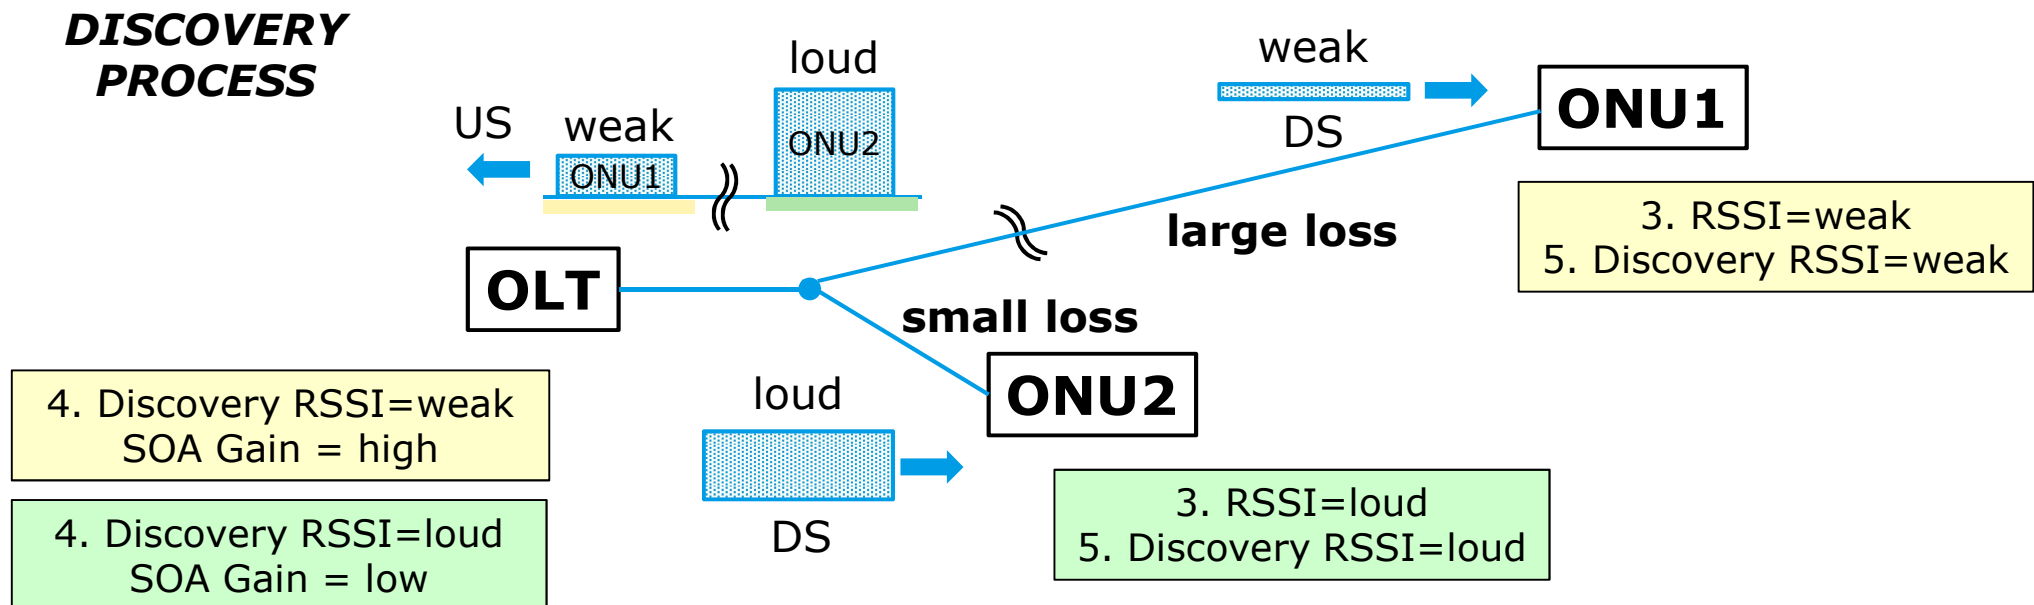 DISCOVERY
PROCESS
US
weak
ONU1
loud
ONU2
weak
DS
ONU1
3. RSSI=weak
5. Discovery RSSI=weak
large loss
OLT
small loss
ONU2
loud
DS
4. Discovery RSSI=weak
SOA Gain = high
4. Discovery RSSI=loud
SOA Gain = low
3. RSSI=loud
5. Discovery RSSI=loud